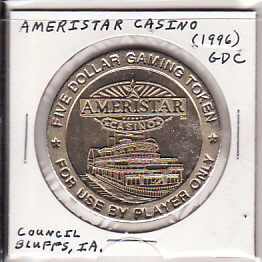 AMERISTAR CASINO
(1996)
GDC
FIVE DOLLAR GAMING TOKEN
AMERISTAR
CASINO
FOR USE BY PLAYER ONLY
COUNCIL
BLUFFS, IA.